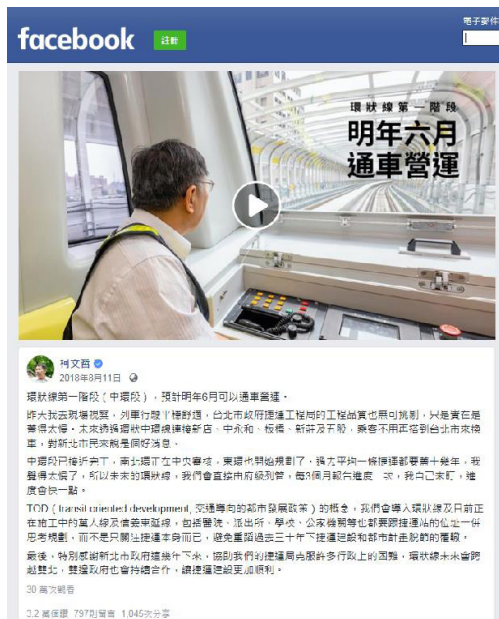 facebook
註冊
電子郵件
環狀線第一階段
明年六月
通車營運
柯文哲
2018年8月11日
環狀線第一階段（中環段），預計明年6月可以通車營運。
昨天我去現場視察，列車行駛平穩舒適，台北市政府捷運工程局的工程品質也無可挑剔，只是實在是
蓋得太慢。未來透過環狀中環線連接新店、中永和、板橋、新莊及五股，乘客不用再搭到台北市來換
車，對新北市民來說是個好消息。
中環段已接近完工，南北環正在中央審核，東環也開始規劃了。過去平均一條捷運都要蓋十幾年，我
覺得太慢了，所以未來的環狀線，我們會直接由府級列管，每3個月報告進度一次，我自己來盯，進
度會快一點。
TOD（transit oriented development, 交通導向的都市發展政策）的概念，我們會導入環狀線及目前正
在施工中的萬大線及信義東延線，包括醫院、派出所、學校、公家機關等也都要跟捷運站的位址一併
思考規劃，而不是只關注捷運本身而已，避免重蹈過去三十年下捷運建設和都市計畫脫節的覆轍。
最後，特別感謝新北市政府這幾年下來，協助我們的捷運局克服許多行政上的困難，環狀線未來會跨
越雙北，雙邊政府也會持續合作，讓捷運建設更加順利。
30 萬次觀看
3.2 萬個讚 797則留言 1,045次分享